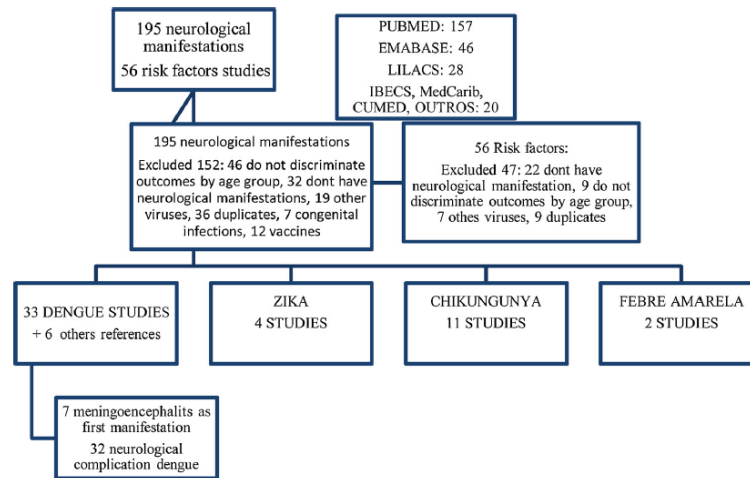 195 neurological
manifestations
56 risk factors studies
PUBMED: 157
EMABASE: 46
LILACS: 28
IBECS, MedCarib,
CUMED, OUTROS: 20
195 neurological manifestations
Excluded 152: 46 do not discriminate
outcomes by age group, 32 dont have
neurological manifestations, 19 other
viruses, 36 duplicates, 7 congenital
infections, 12 vaccines
56 Risk factors:
Excluded 47: 22 dont have
neurological manifestation, 9 do not
discriminate outcomes by age group,
7 othes viruses, 9 duplicates
33 DENGUE STUDIES
+ 6 others references
ZIKA
4 STUDIES
CHIKUNGUNYA
11 STUDIES
FEBRE AMARELA
2 STUDIES
7 meningoencephalits as
first manifestation
32 neurological
complication dengue